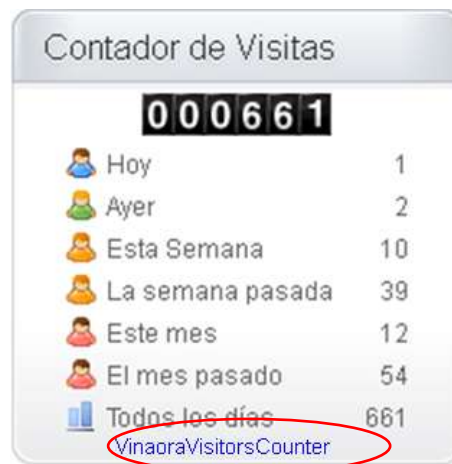 Contador de Visitas
000661
Hoy 1
Ayer 2
Esta Semana 10
La semana pasada 39
Este mes 12
El mes pasado 54
Todos los días 661
VinaoraVisitorsCounter